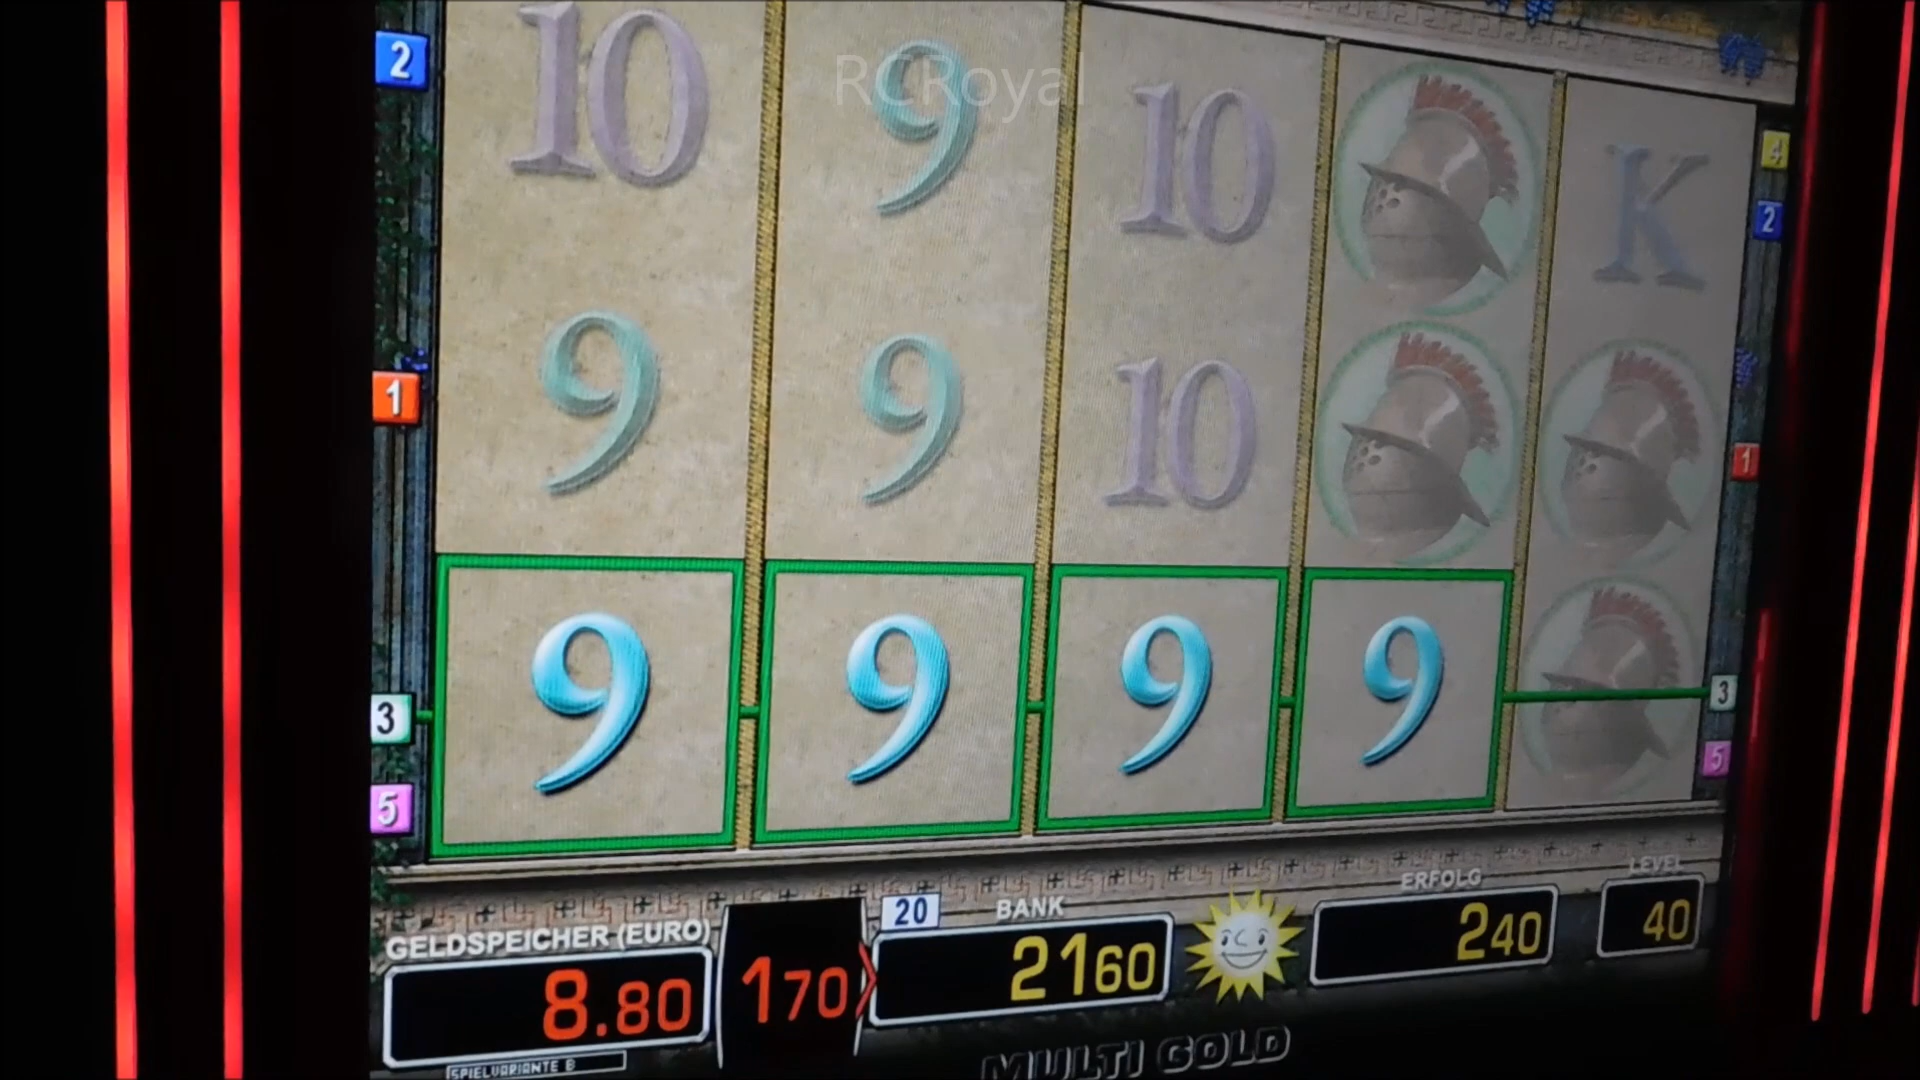 RCRoyal
2 10 9 10 4
K 2
1 9 9 10 1
3 9 9 9 9 3
5 5
GELDSPEICHER (EURO) 20 BANK ERFOLG LEVEL
8.80 170 2160 240 40
SPIELVARIANTE B
MULTI GOLD